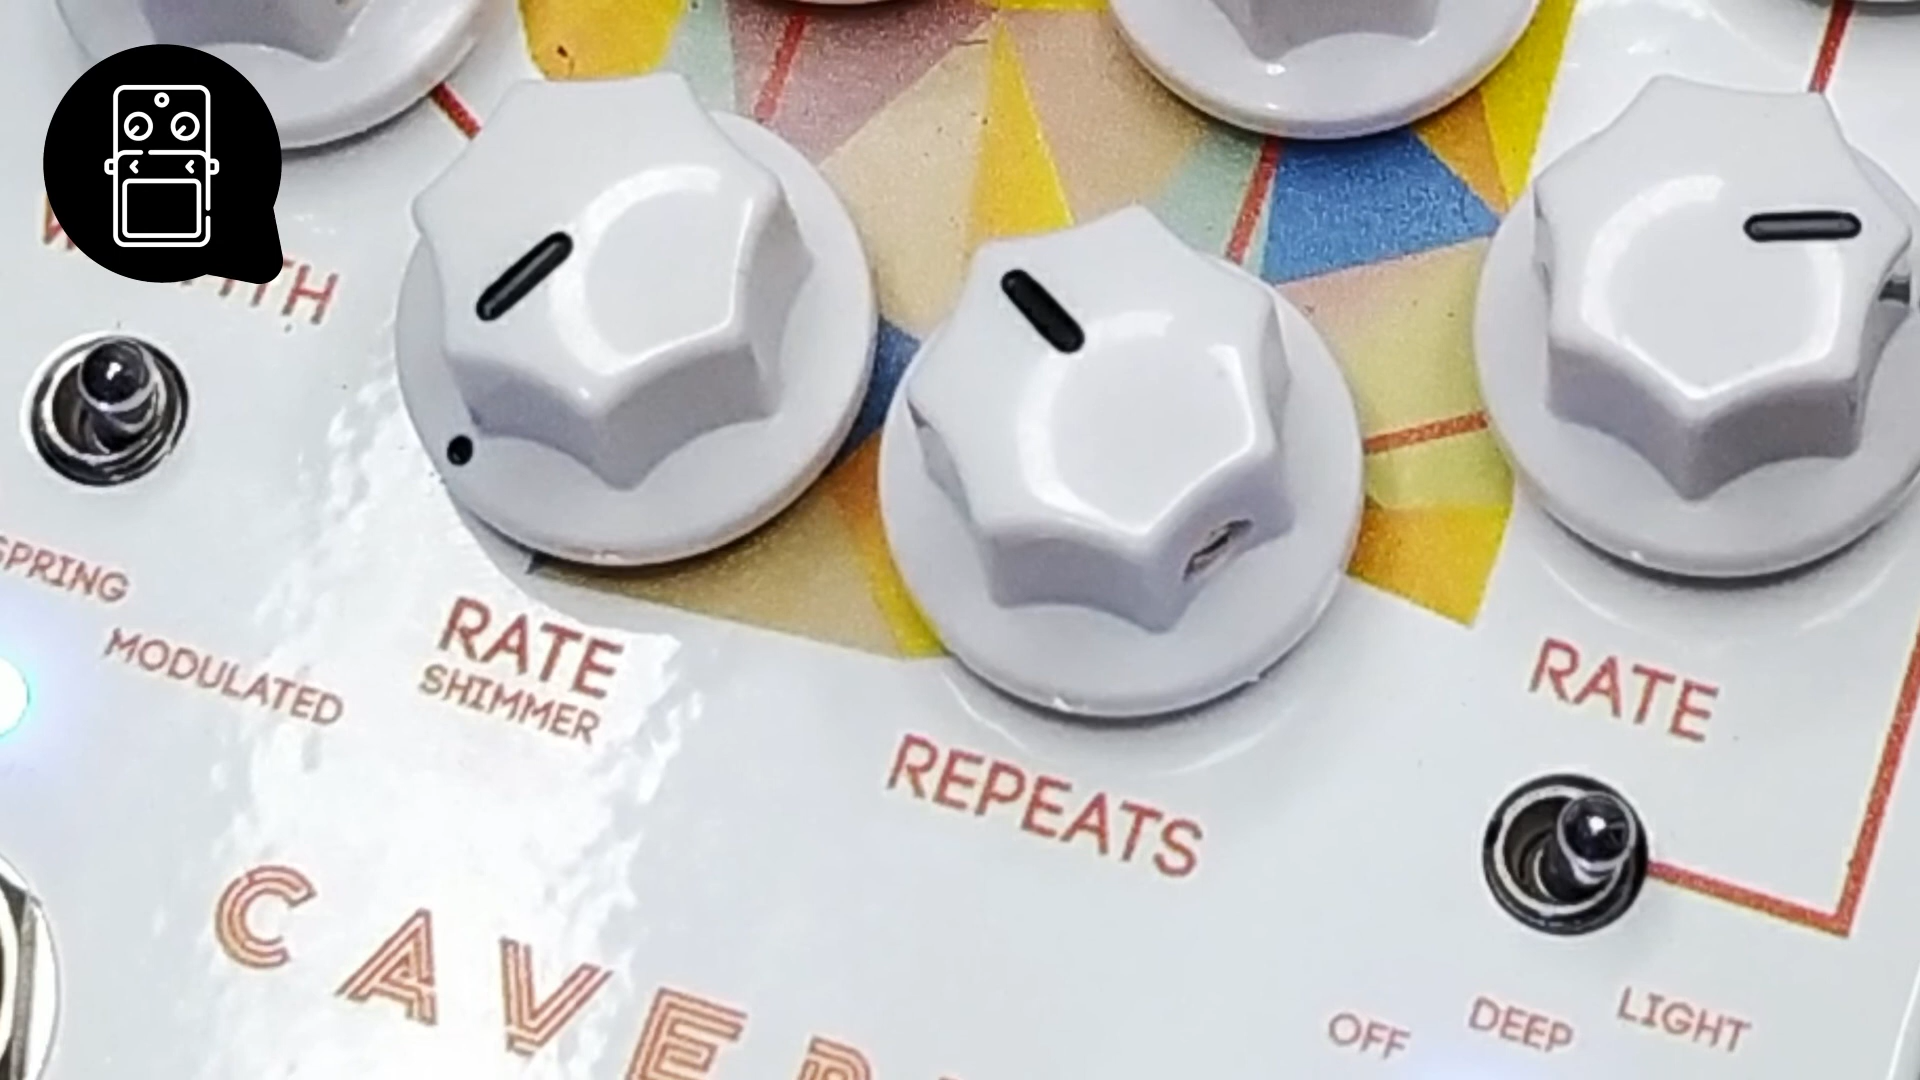 SPRING
MODULATED
RATE
SHIMMER
REPEATS
RATE
OFF
DEEP
LIGHT